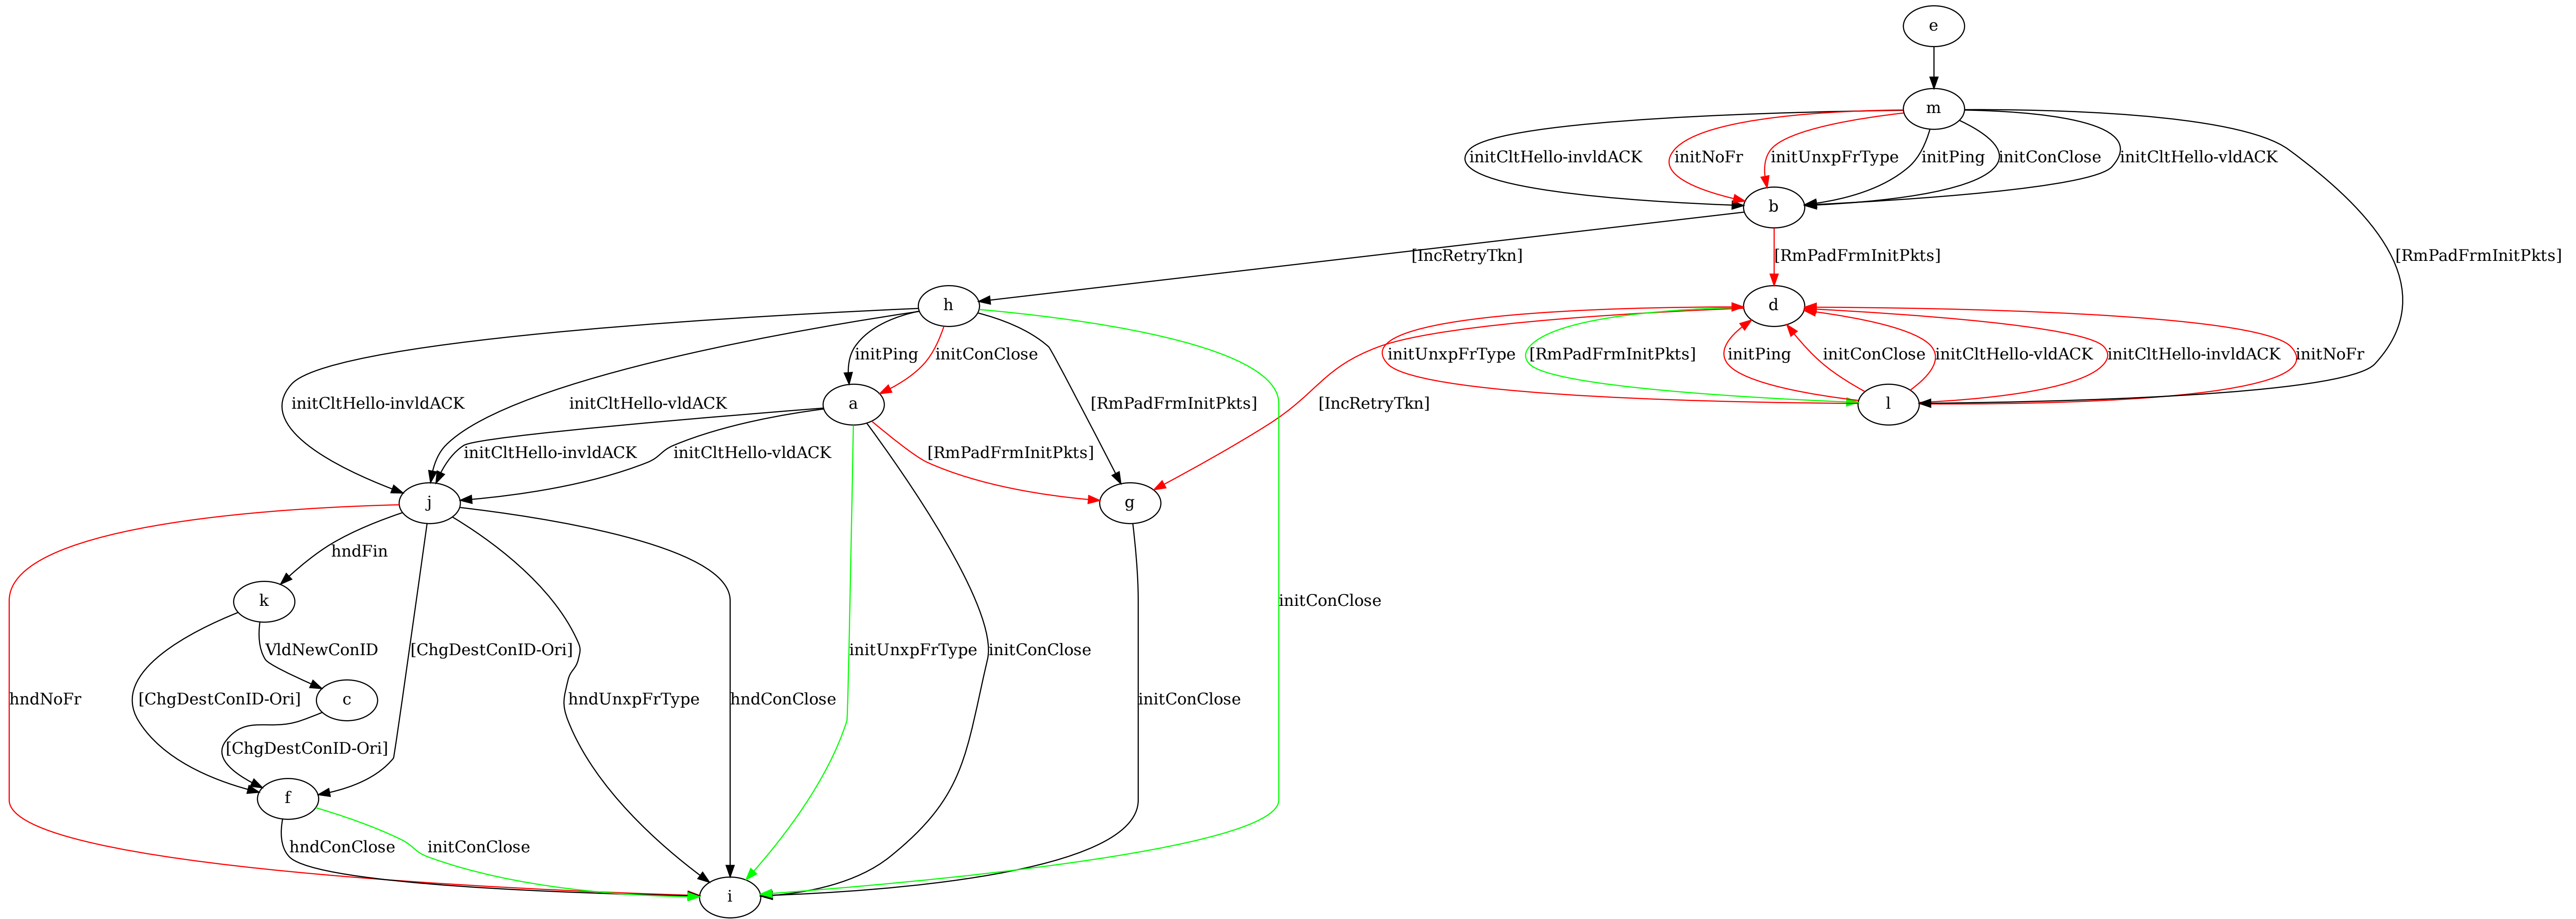 e
m
initCltHello-invldACK initNoFr initUnxpFrType initPing initConClose initCltHello-vldACK
b
[IncRetryTkn] [RmPadFrmInitPkts] [RmPadFrmInitPkts]
h d
initPing initConClose initUnxpFrType [RmPadFrmInitPkts] initPing initConClose initCltHello-vldACK initCltHello-invldACK initNoFr
initCltHello-invldACK initCltHello-vldACK a [RmPadFrmInitPkts] [IncRetryTkn] l
initCltHello-invldACK initCltHello-vldACK [RmPadFrmInitPkts]
j g
hndFin
k initConClose
VldNewConID [ChgDestConID-Ori] initUnxpFrType initConClose
hndNoFr [ChgDestConID-Ori] c hndUnxpFrType hndConClose initConClose
[ChgDestConID-Ori]
f
hndConClose initConClose
i